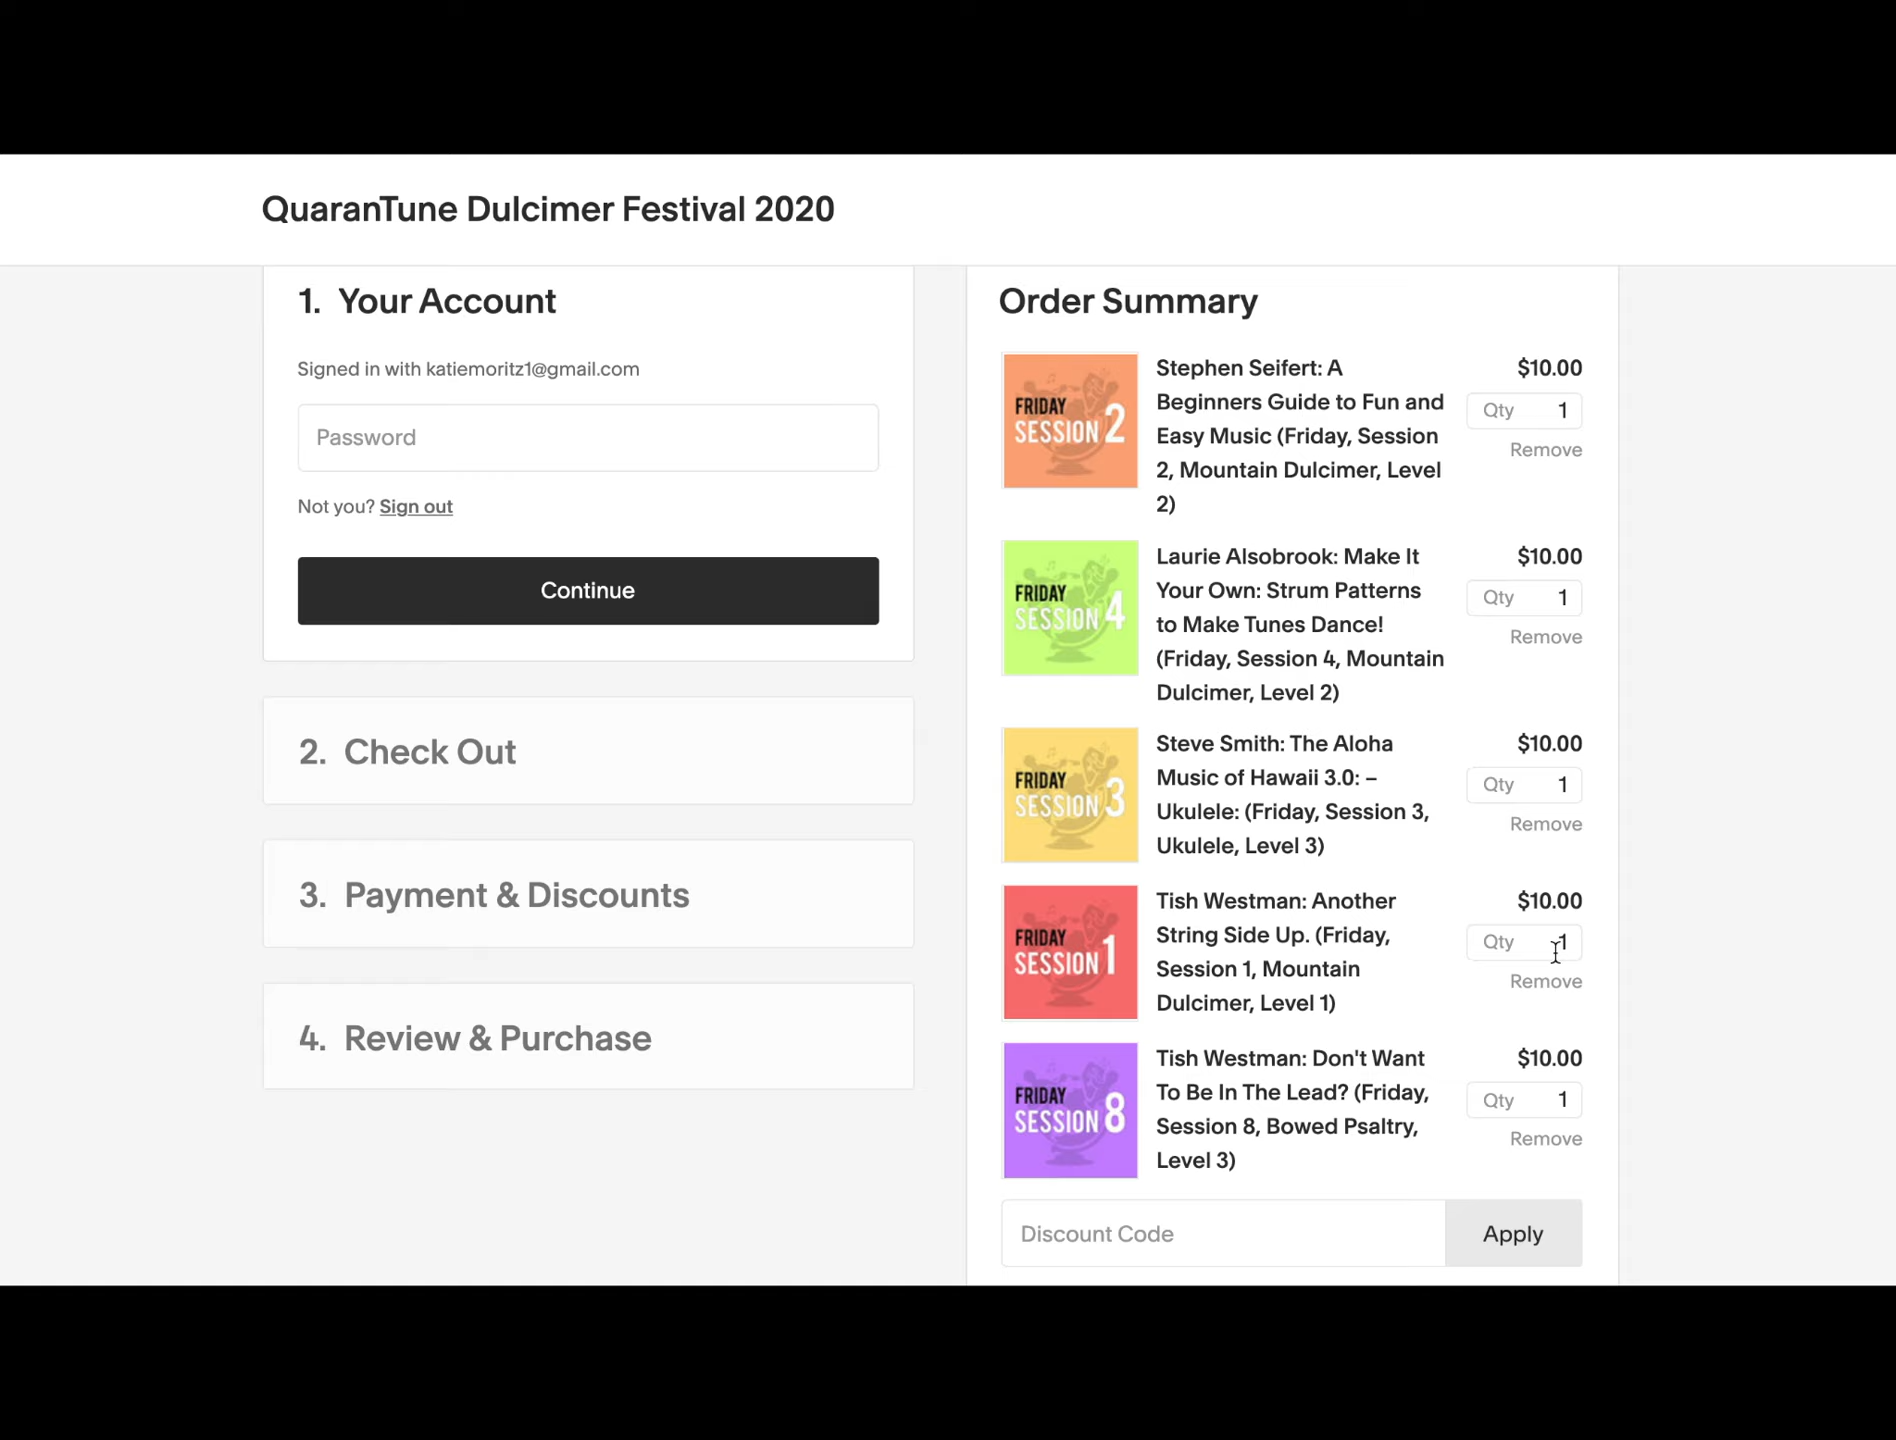 QuaranTune Dulcimer Festival 2020
1. Your Account
Signed in with katiemoritz1@gmail.com
Password
Not you? Sign out
Continue
2. Check Out
3. Payment & Discounts
4. Review & Purchase
Order Summary
FRIDAY
SESSION 2
Stephen Seifert: A
Beginners Guide to Fun and
Easy Music (Friday, Session
2, Mountain Dulcimer, Level
2)
$10.00
Qty 1
Remove
FRIDAY
SESSION 4
Laurie Alsobrook: Make It
Your Own: Strum Patterns
to Make Tunes Dance!
(Friday, Session 4, Mountain
Dulcimer, Level 2)
$10.00
Qty 1
Remove
FRIDAY
SESSION 3
Steve Smith: The Aloha
Music of Hawaii 3.0: –
Ukulele: (Friday, Session 3,
Ukulele, Level 3)
$10.00
Qty 1
Remove
FRIDAY
SESSION 1
Tish Westman: Another
String Side Up. (Friday,
Session 1, Mountain
Dulcimer, Level 1)
$10.00
Qty 1
Remove
FRIDAY
SESSION 8
Tish Westman: Don't Want
To Be In The Lead? (Friday,
Session 8, Bowed Psaltry,
Level 3)
$10.00
Qty 1
Remove
Discount Code
Apply